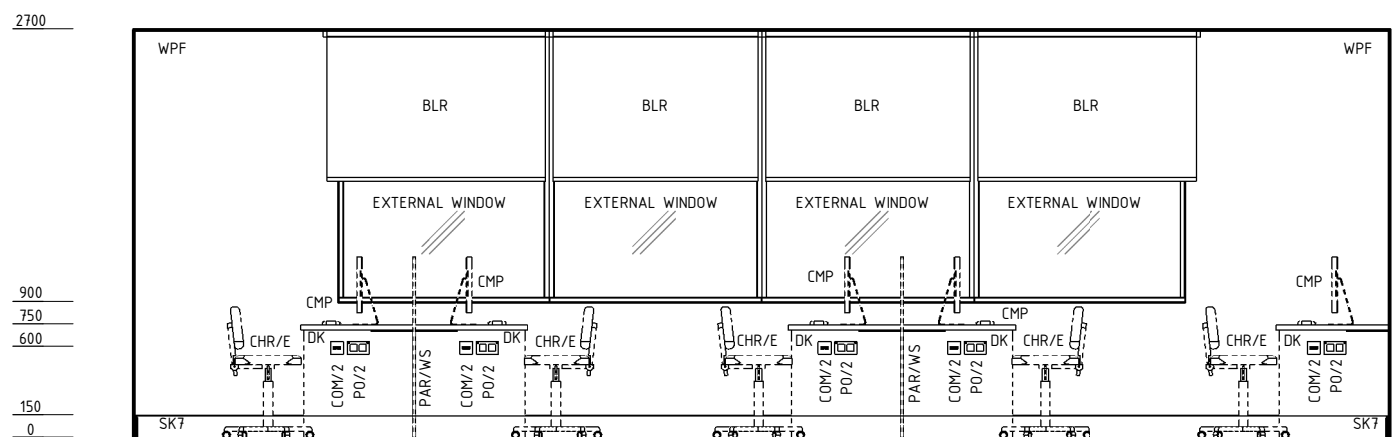 2700
WPF
WPF
BLR
BLR
BLR
BLR
EXTERNAL WINDOW
EXTERNAL WINDOW
EXTERNAL WINDOW
EXTERNAL WINDOW
CMP
CMP
CMP
900
CMP
CMP
750
600
CHR/E
DK
DK
CHR/E
CHR/E
DK
DK
CHR/E
CHR/E
DK
COM/2
PO/2
PAR/WS
COM/2
PO/2
COM/2
PO/2
PAR/WS
COM/2
PO/2
COM/2
PO/2
150
SK7
SK7
0